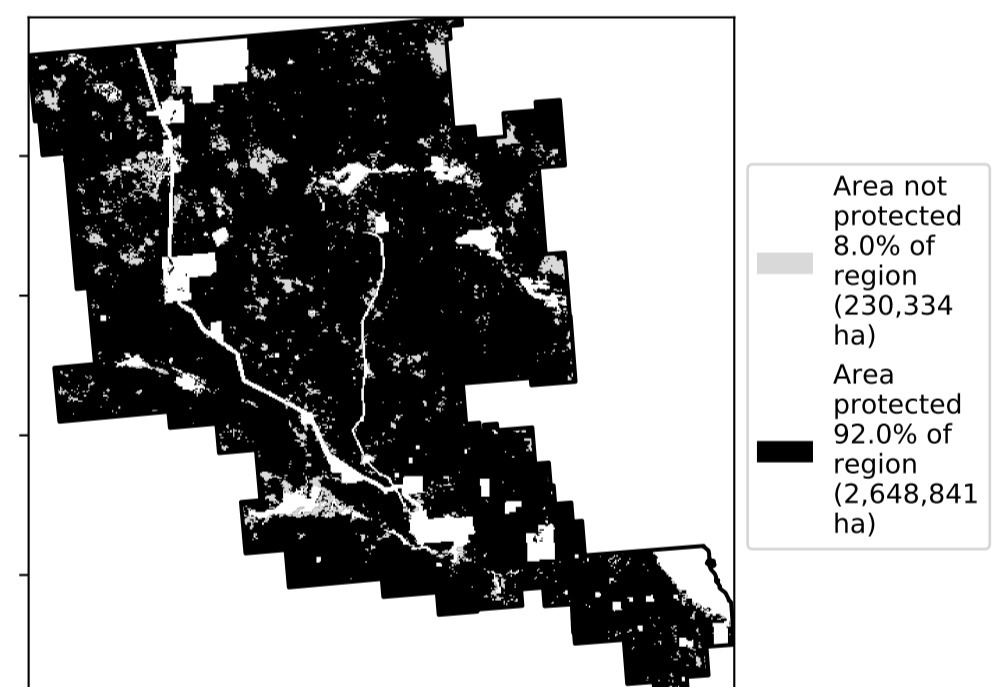 Area not
protected
8.0% of
region
(230,334
ha)
Area
protected
92.0% of
region
(2,648,841
ha)